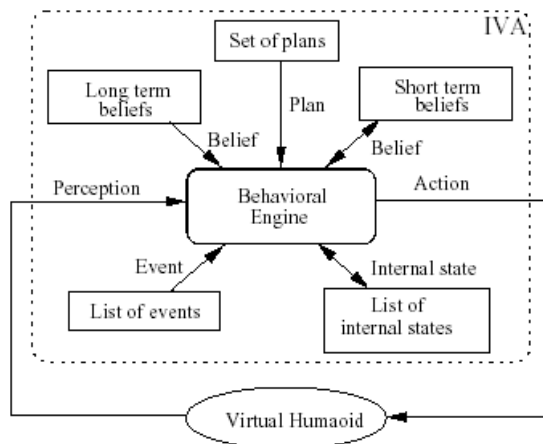 IVA
Set of plans
Long term
beliefs
Short term
beliefs
Plan
Belief
Belief
Perception
Action
Behavioral
Engine
Event
Internal state
List of events
List of
internal states
Virtual Humaoid